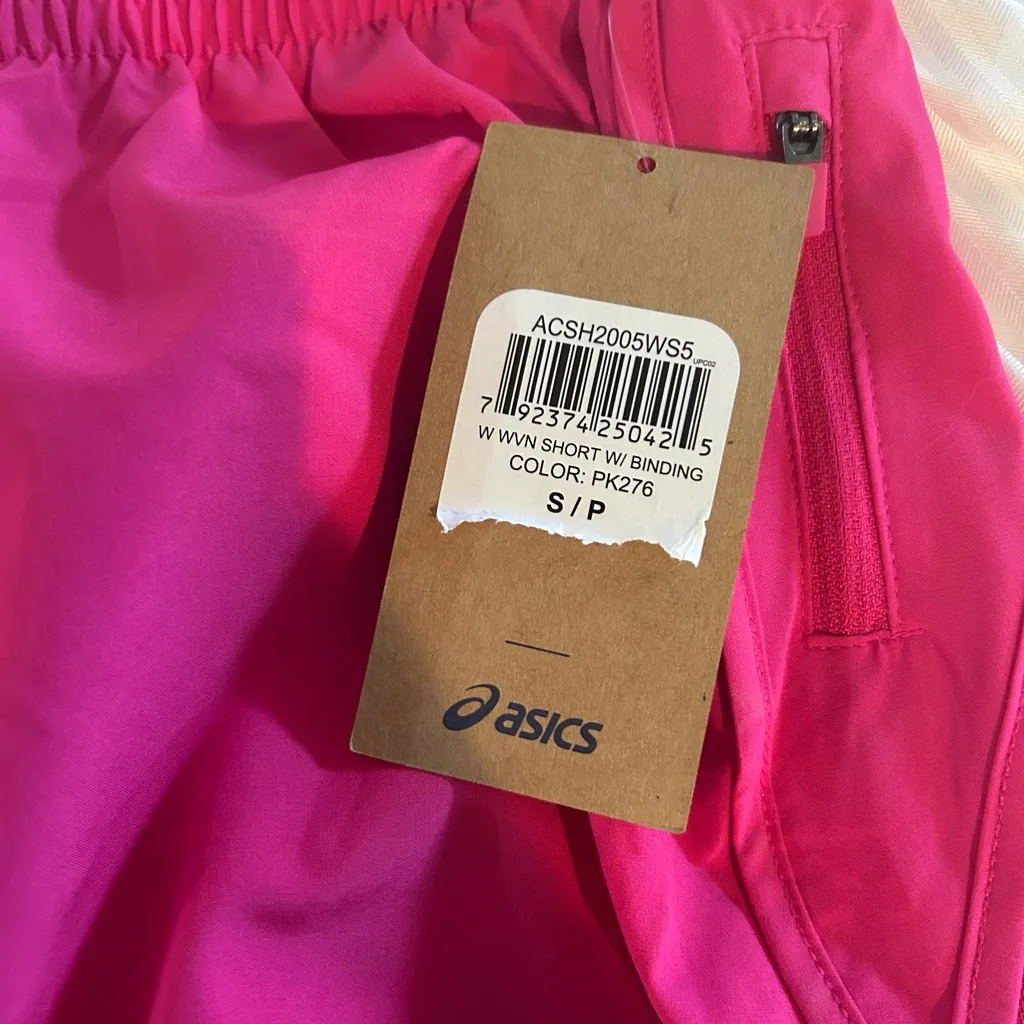 ACSH2005WS5
UPC02
7 92374 25042 5
W WVN SHORT W/ BINDING
COLOR: PK276
S / P
asics